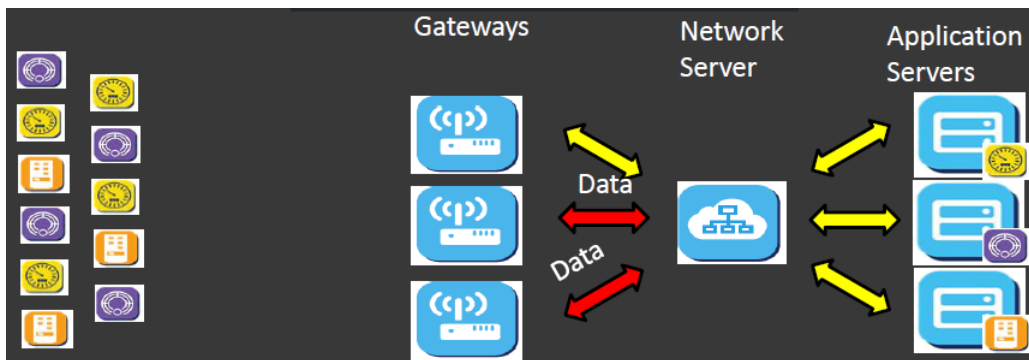 Gateways
Network
Server
Application
Servers
Data
Data